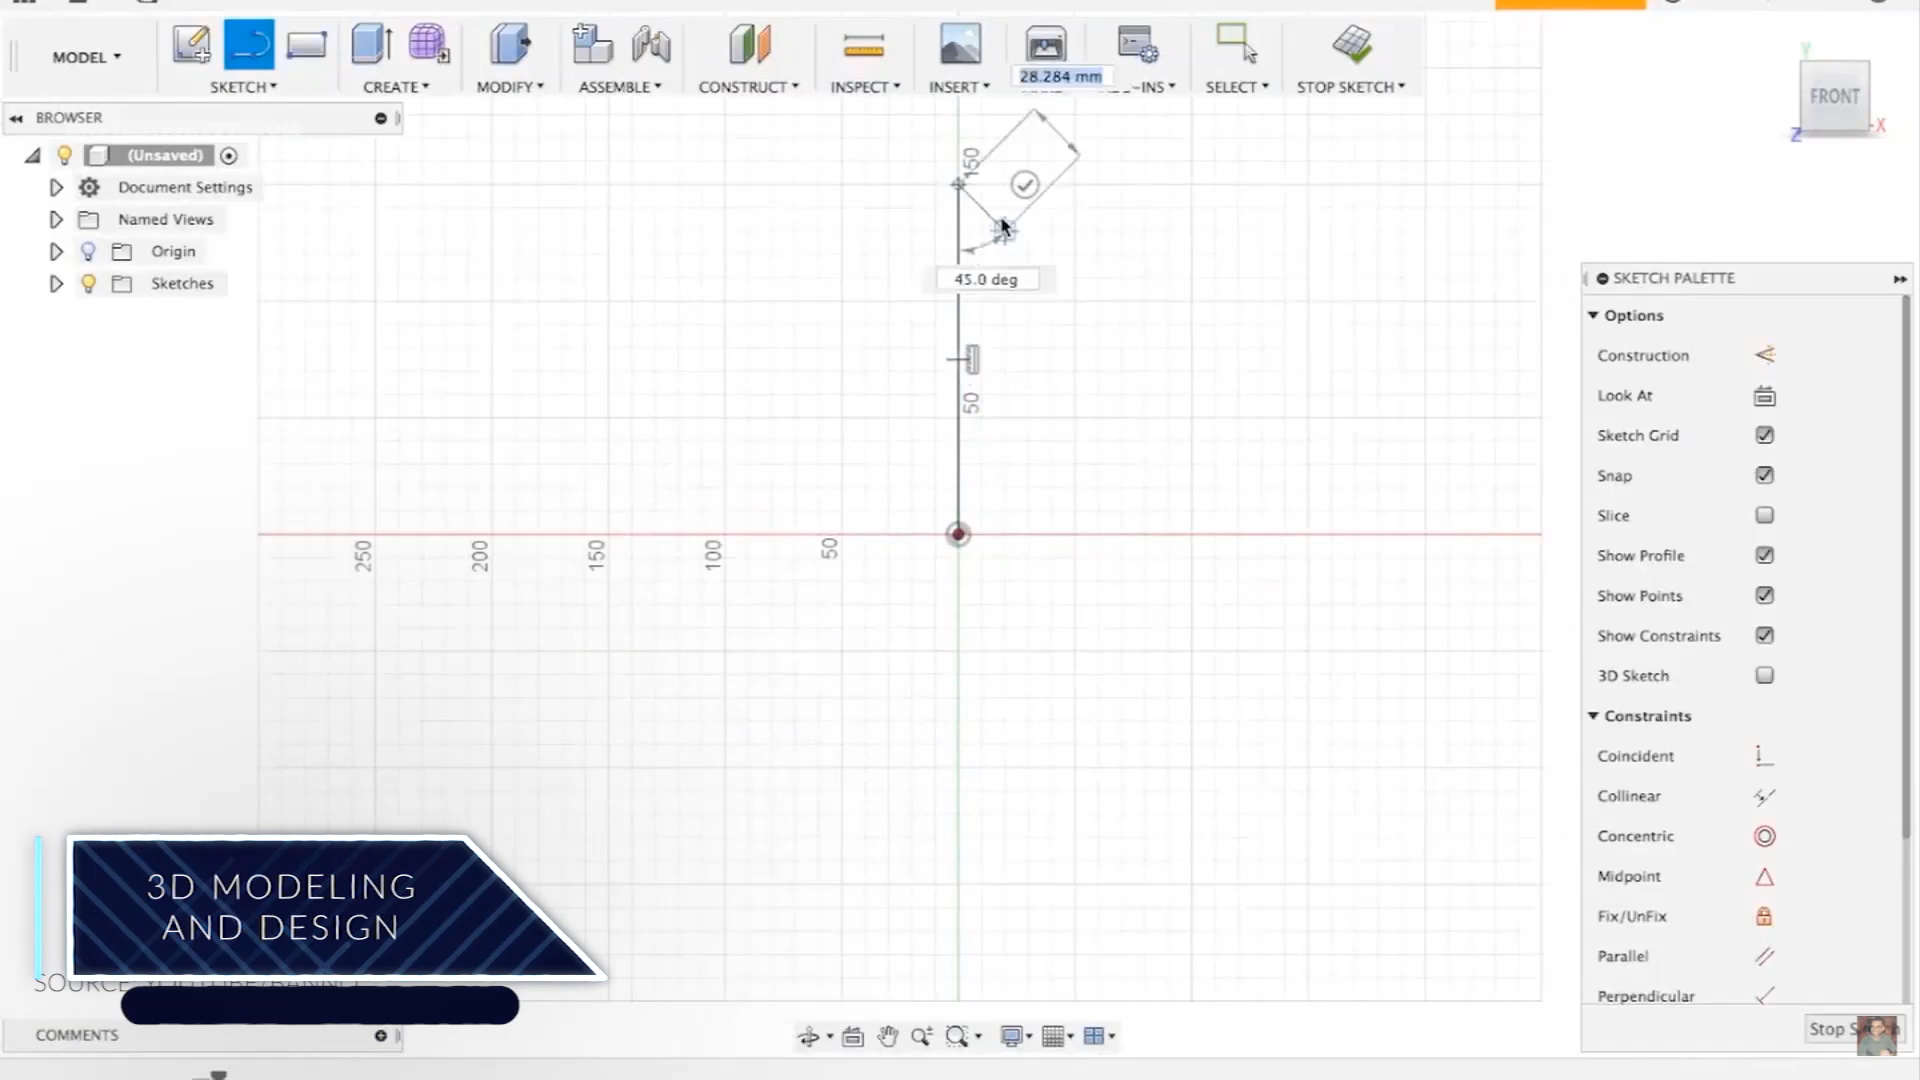 28.284 mm
MODEL
SKETCH
CREATE
MODIFY
ASSEMBLE
CONSTRUCT
INSPECT
INSERT
SELECT
STOP SKETCH
FRONT
Y
Z
X
BROWSER
(Unsaved)
Document Settings
Named Views
Origin
Sketches
150
45.0 deg
50
250
200
150
100
50
SKETCH PALETTE
Options
Construction
Look At
Sketch Grid
Snap
Slice
Show Profile
Show Points
Show Constraints
3D Sketch
Constraints
Coincident
Collinear
Concentric
Midpoint
Fix/UnFix
Parallel
Perpendicular
Stop
3D MODELING
AND DESIGN
SOURCE
COMMENTS